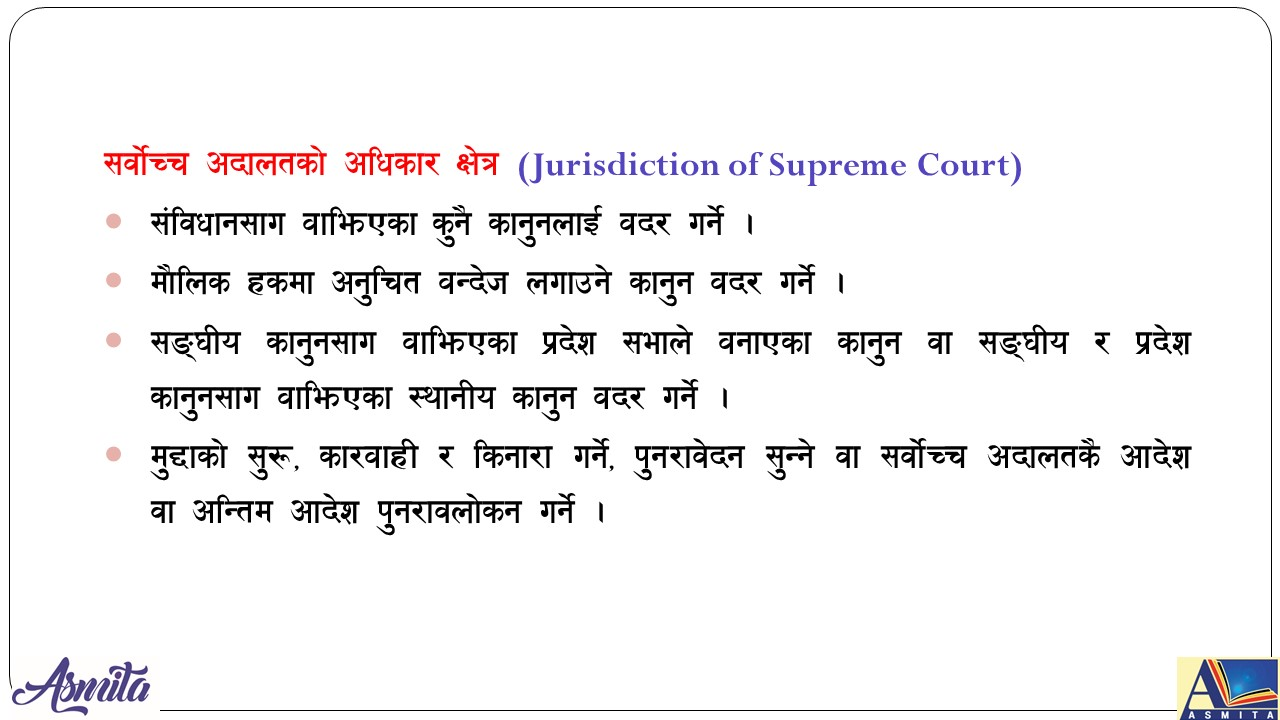 सर्वोच्च अदालतको अधिकार क्षेत्र (Jurisdiction of Supreme Court)
संविधानसाग वाझिएका कुनै कानुनलाई वदर गर्ने ।
मौलिक हकमा अनुचित वन्देज लगाउने कानुन वदर गर्ने ।
सङ्घीय कानुनसाग वाझिएका प्रदेश सभाले वनाएका कानुन वा सङ्घीय र प्रदेश
कानुनसाग वाझिएका स्थानीय कानुन वदर गर्ने ।
मुद्दाको सुरू, कारवाही र किनारा गर्ने, पुनरावेदन सुन्ने वा सर्वोच्च अदालतकै आदेश
वा अन्तिम आदेश पुनरावलोकन गर्ने ।
Asmita
ASMITA